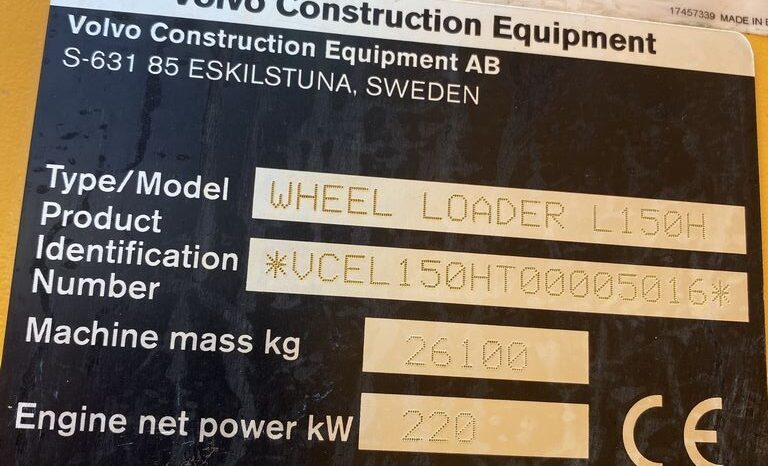 17457339 MADE IN
Volvo Construction Equipment
Volvo Construction Equipment AB
S-631 85 ESKILSTUNA, SWEDEN
Type/Model WHEEL LOADER L150H
Product
Identification
Number *VCEL150HT00005016*
Machine mass kg 26100
Engine net power kW 220
CE